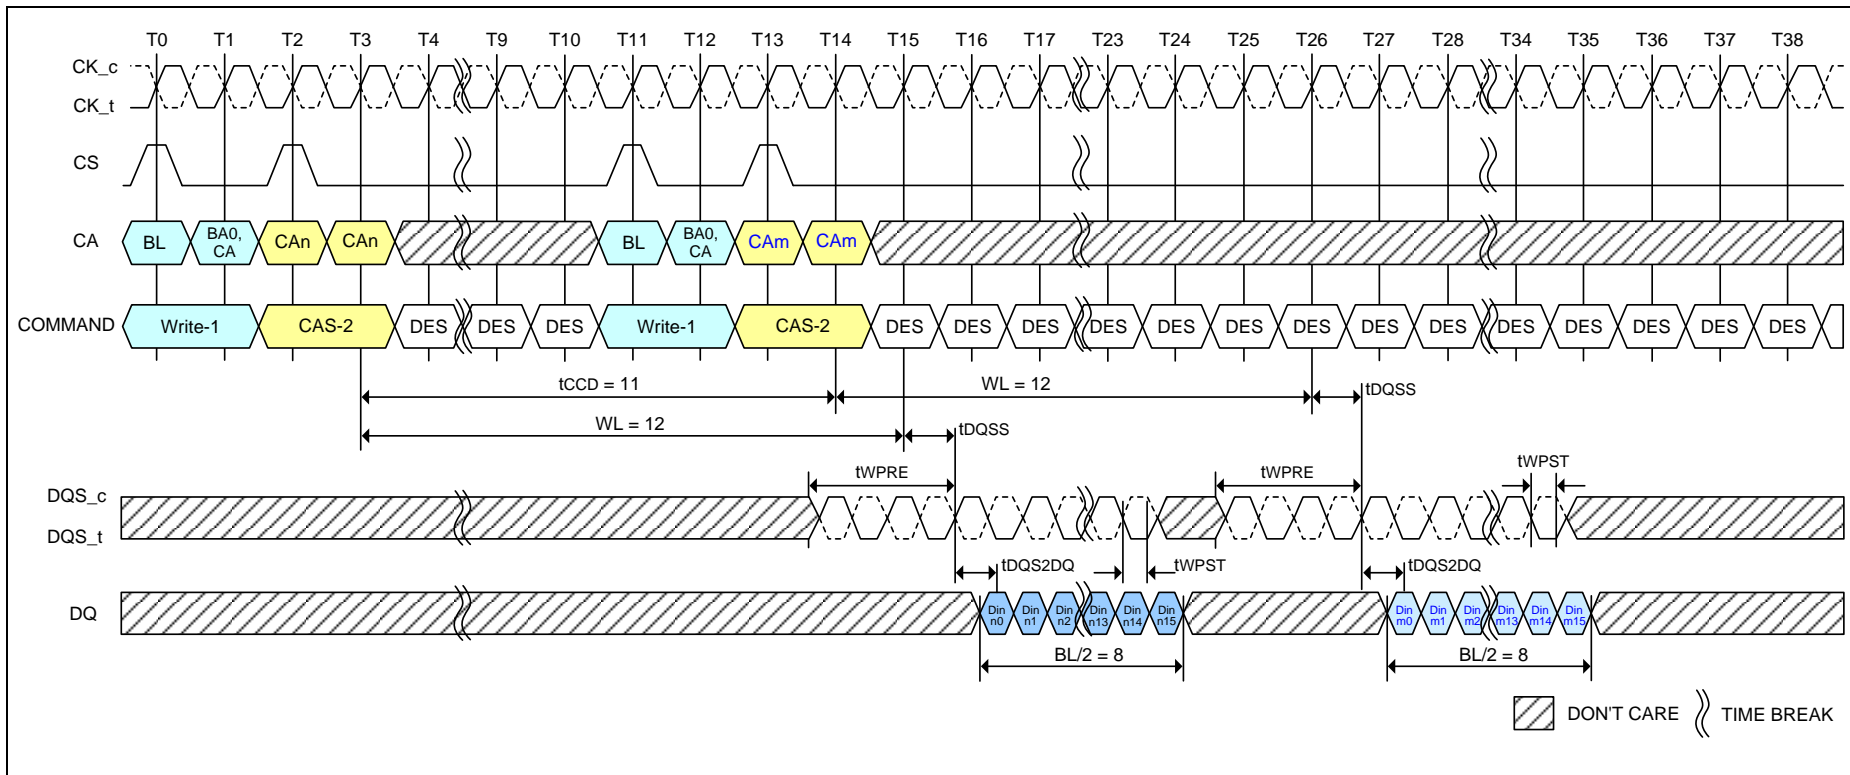 T0 T1 T2 T3 T4 T9 T10 T11 T12 T13 T14 T15 T16 T17 T23 T24 T25 T26 T27 T28 T34 T35 T36 T37 T38
CK_c
CK_t
CS
CA BL BA0, CA CAn CAn BL BA0, CA CAm CAm
COMMAND Write-1 CAS-2 DES DES DES Write-1 CAS-2 DES DES DES DES DES DES DES DES DES DES DES DES DES DES
tCCD = 11 WL = 12 tDQSS
WL = 12 tDQSS
tWPRE tWPRE tWPST
DQS_c
DQS_t
tDQS2DQ tWPST tDQS2DQ
DQ Din n0 Din n1 Din n2 Din n13 Din n14 Din n15 Din m0 Din m1 Din m2 Din m13 Din m14 Din m15
BL/2 = 8 BL/2 = 8
DON'T CARE TIME BREAK